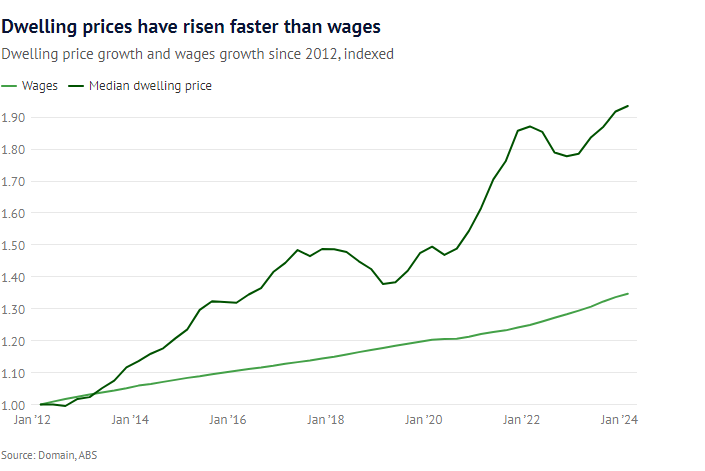 Dwelling prices have risen faster than wages
Dwelling price growth and wages growth since 2012, indexed
Wages Median dwelling price
1.90
1.80
1.70
1.60
1.50
1.40
1.30
1.20
1.10
1.00
Jan '12 Jan '14 Jan '16 Jan '18 Jan '20 Jan '22 Jan '24
Source: Domain, ABS